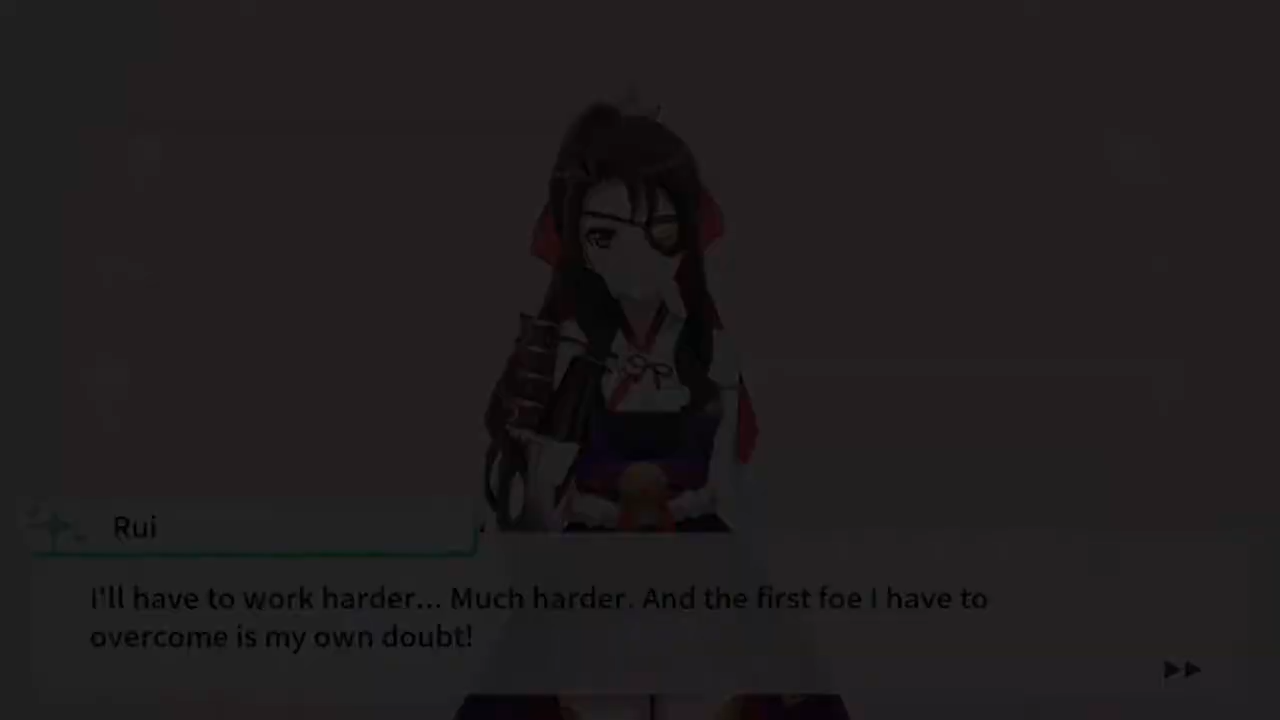 Rui
I'll have to work harder... Much harder. And the first foe I have to
overcome is my own doubt!